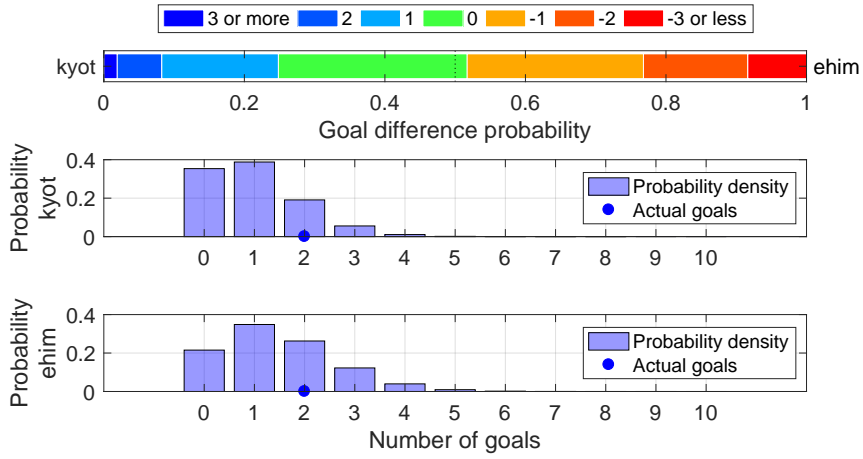 3 or more 2 1 0 -1 -2 -3 or less
kyot ehim
0 0.2 0.4 0.6 0.8 1
Goal difference probability
Probability
kyot
0.4
0.2
0
Probability density
Actual goals
0 1 2 3 4 5 6 7 8 9 10
Probability
ehim
0.4
0.2
0
Probability density
Actual goals
0 1 2 3 4 5 6 7 8 9 10
Number of goals